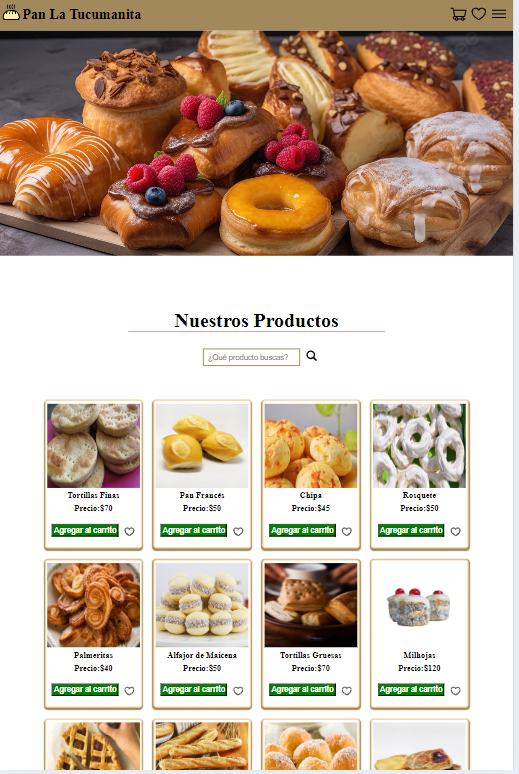 Pan La Tucumanita
Nuestros Productos
¿Qué producto buscas?
Tortillas Finas
Precio:$70
Agregar al carrito
Pan Francés
Precio:$50
Agregar al carrito
Chipa
Precio:$45
Agregar al carrito
Rosquete
Precio:$50
Agregar al carrito
Palmeritas
Precio:$40
Agregar al carrito
Alfajor de Maicena
Precio:$50
Agregar al carrito
Tortillas Gruesas
Precio:$70
Agregar al carrito
Milhojas
Precio:$120
Agregar al carrito